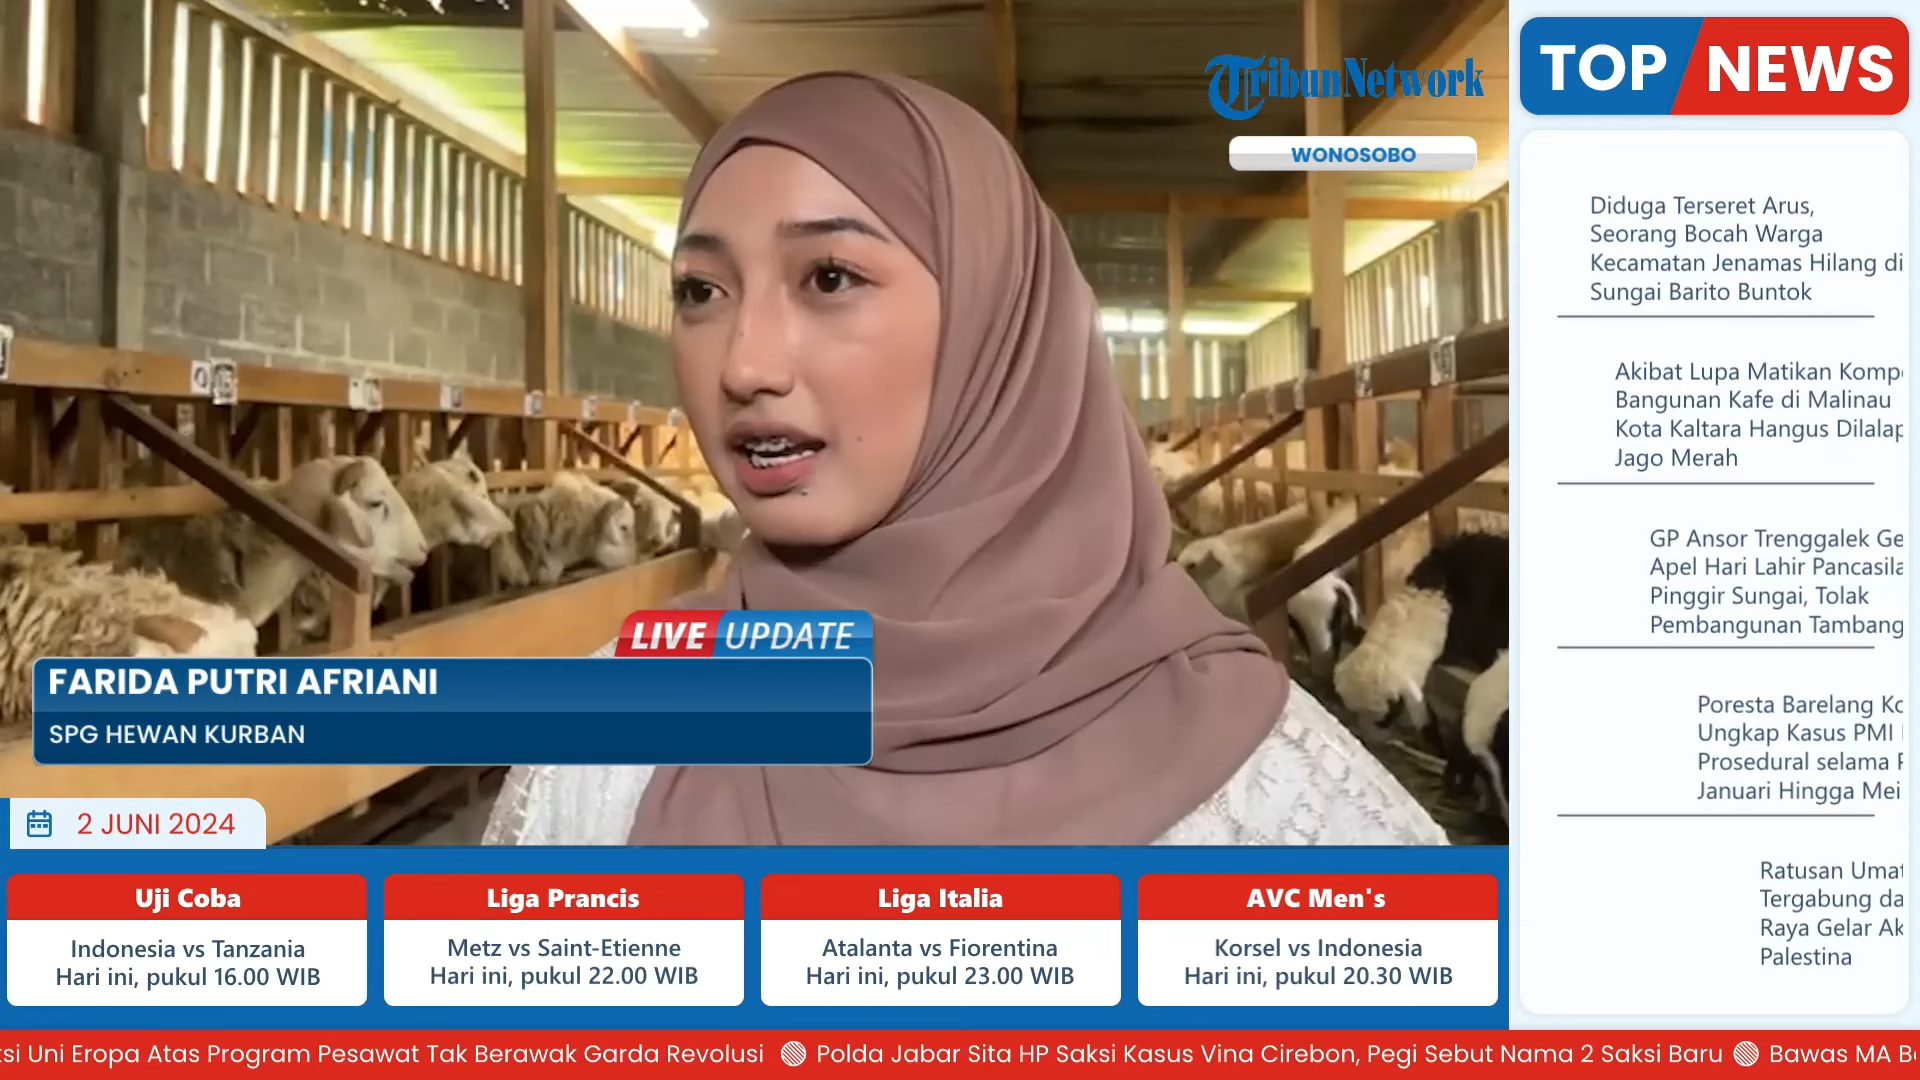 TribunNetwork
WONOSOBO
LIVE UPDATE
FARIDA PUTRI AFRIANI
SPG HEWAN KURBAN
2 JUNI 2024
Uji Coba
Indonesia vs Tanzania
Hari ini, pukul 16.00 WIB
Liga Prancis
Metz vs Saint-Etienne
Hari ini, pukul 22.00 WIB
Liga Italia
Atalanta vs Fiorentina
Hari ini, pukul 23.00 WIB
AVC Men's
Korsel vs Indonesia
Hari ini, pukul 20.30 WIB
TOP NEWS
Diduga Terseret Arus,
Seorang Bocah Warga
Kecamatan Jenamas Hilang di
Sungai Barito Buntok
Akibat Lupa Matikan
Bangunan Kafe di Malinau
Kota Kaltara Hangus
Jago Merah
GP Ansor Trenggalek
Apel Hari Lahir Pancasila
Pinggir Sungai, Tolak
Pembangunan Tambang
Poresta Barelang
Ungkap Kasus PMI
Prosedural selama
Januari Hingga Mei
Ratusan
Tergabung
Raya Gelar
Palestina
Uni Eropa Atas Program Pesawat Tak Berawak Garda Revolusi Polda Jabar Sita HP Saksi Kasus Vina Cirebon, Pegi Sebut Nama 2 Saksi Baru Bawas MA